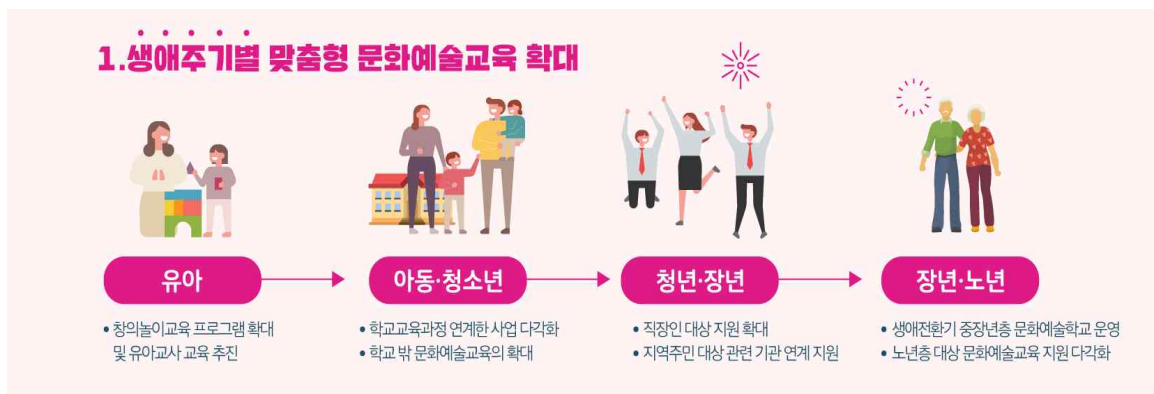 1.생애주기별 맞춤형 문화예술교육 확대
유아
• 창의놀이교육 프로그램 확대
및 유아교사 교육 추진
아동·청소년
• 학교교육과정 연계한 사업 다각화
• 학교 밖 문화예술교육의 확대
청년·장년
• 직장인 대상 지원 확대
• 지역주민 대상 관련 기관 연계 지원
장년·노년
• 생애전환기 중장년층 문화예술학교 운영
• 노년층 대상 문화예술교육 지원 다각화